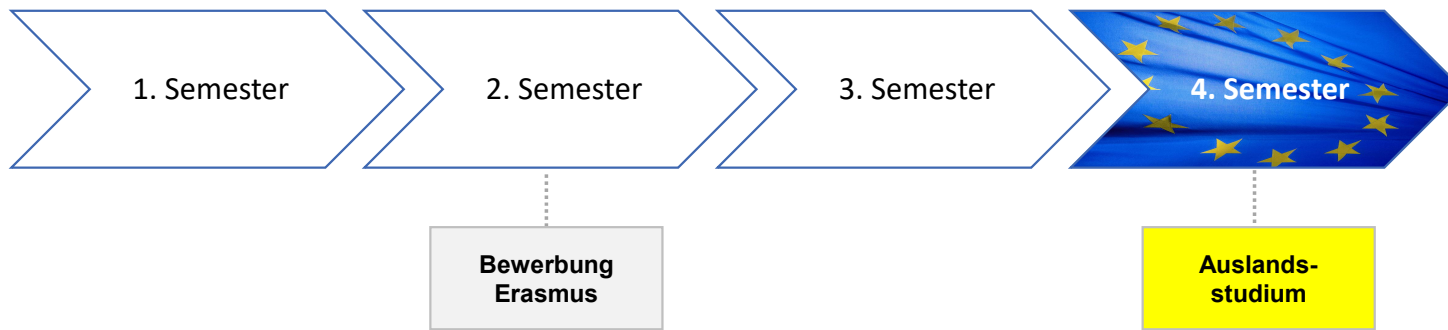 1. Semester
2. Semester
3. Semester
4. Semester
Bewerbung
Erasmus
Auslands-
studium